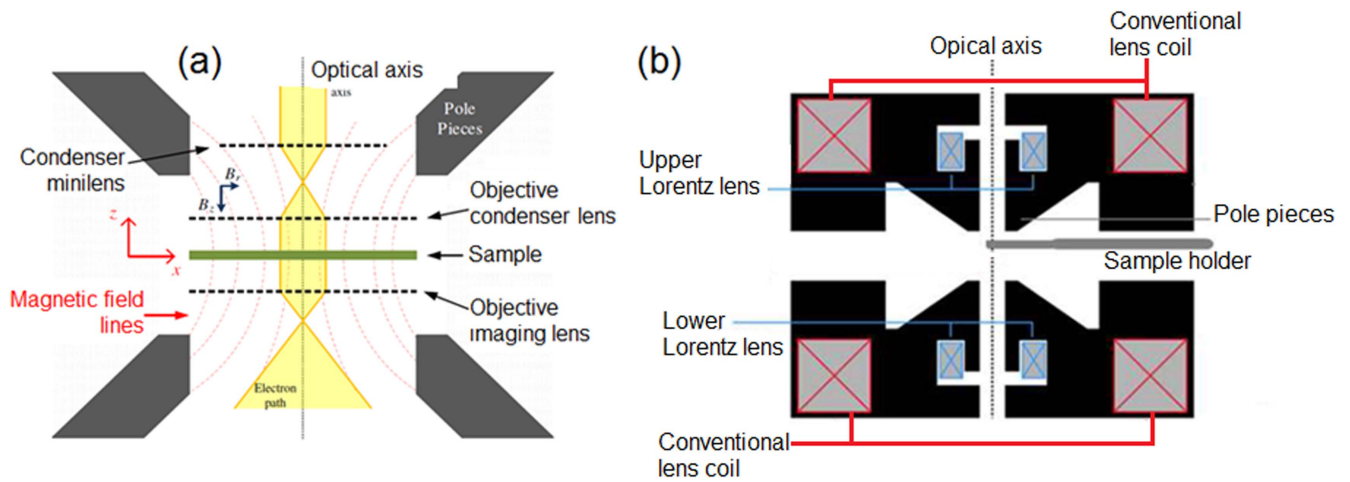 (a)
Optical axis
axis
Pole
Pieces
Condenser
minilens
Br
Bz
Objective
condenser lens
z
x
Sample
Magnetic field
lines
Objective
imaging lens
Electron
path
(b)
Opical axis
Conventional
lens coil
Upper
Lorentz lens
Pole pieces
Sample holder
Lower
Lorentz lens
Conventional
lens coil